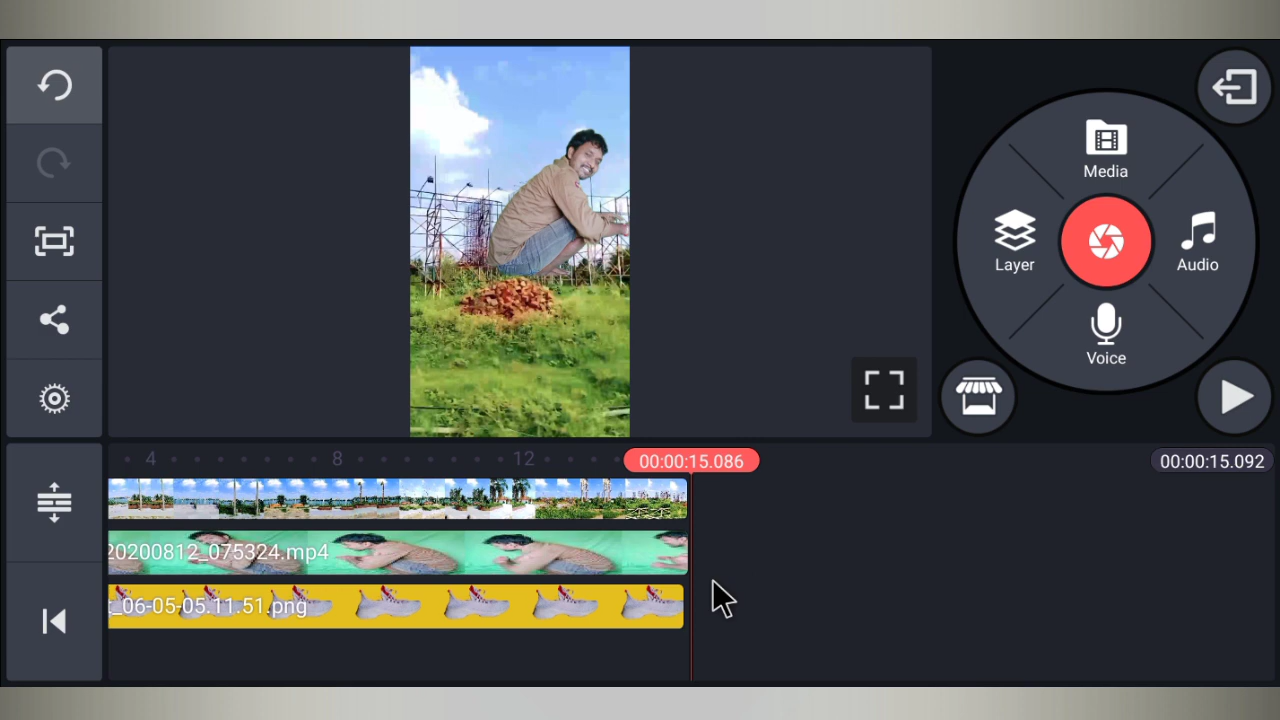 Media
Layer
Audio
Voice
4
8
12
00:00:15.086
00:00:15.092
20200812_075324.mp4
_06-05-05.11.51.png